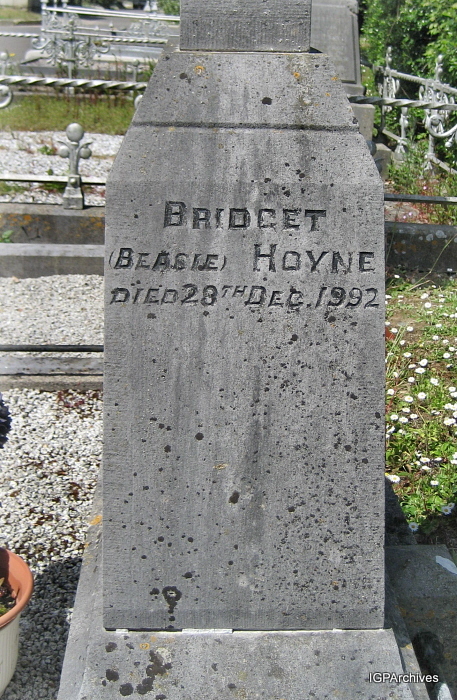 BRIDGET
(BEASIE) HOYNE
DIED 28TH DEC. 1992
IGPArchives